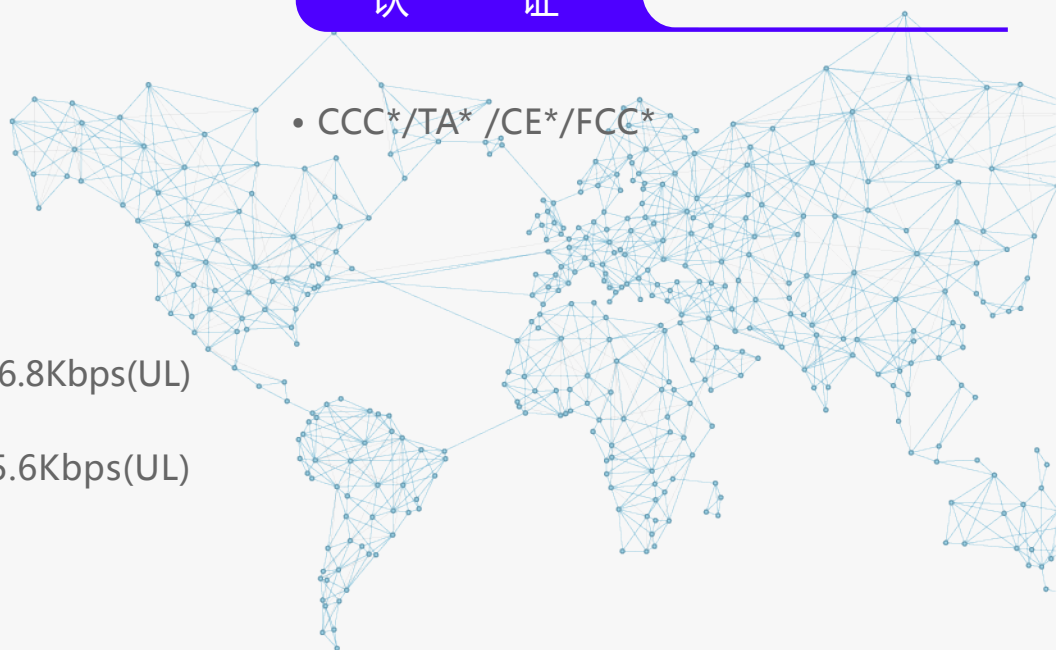 认 证
• CCC*/TA* /CE*/FCC*
6.8Kbps(UL)
5.6Kbps(UL)